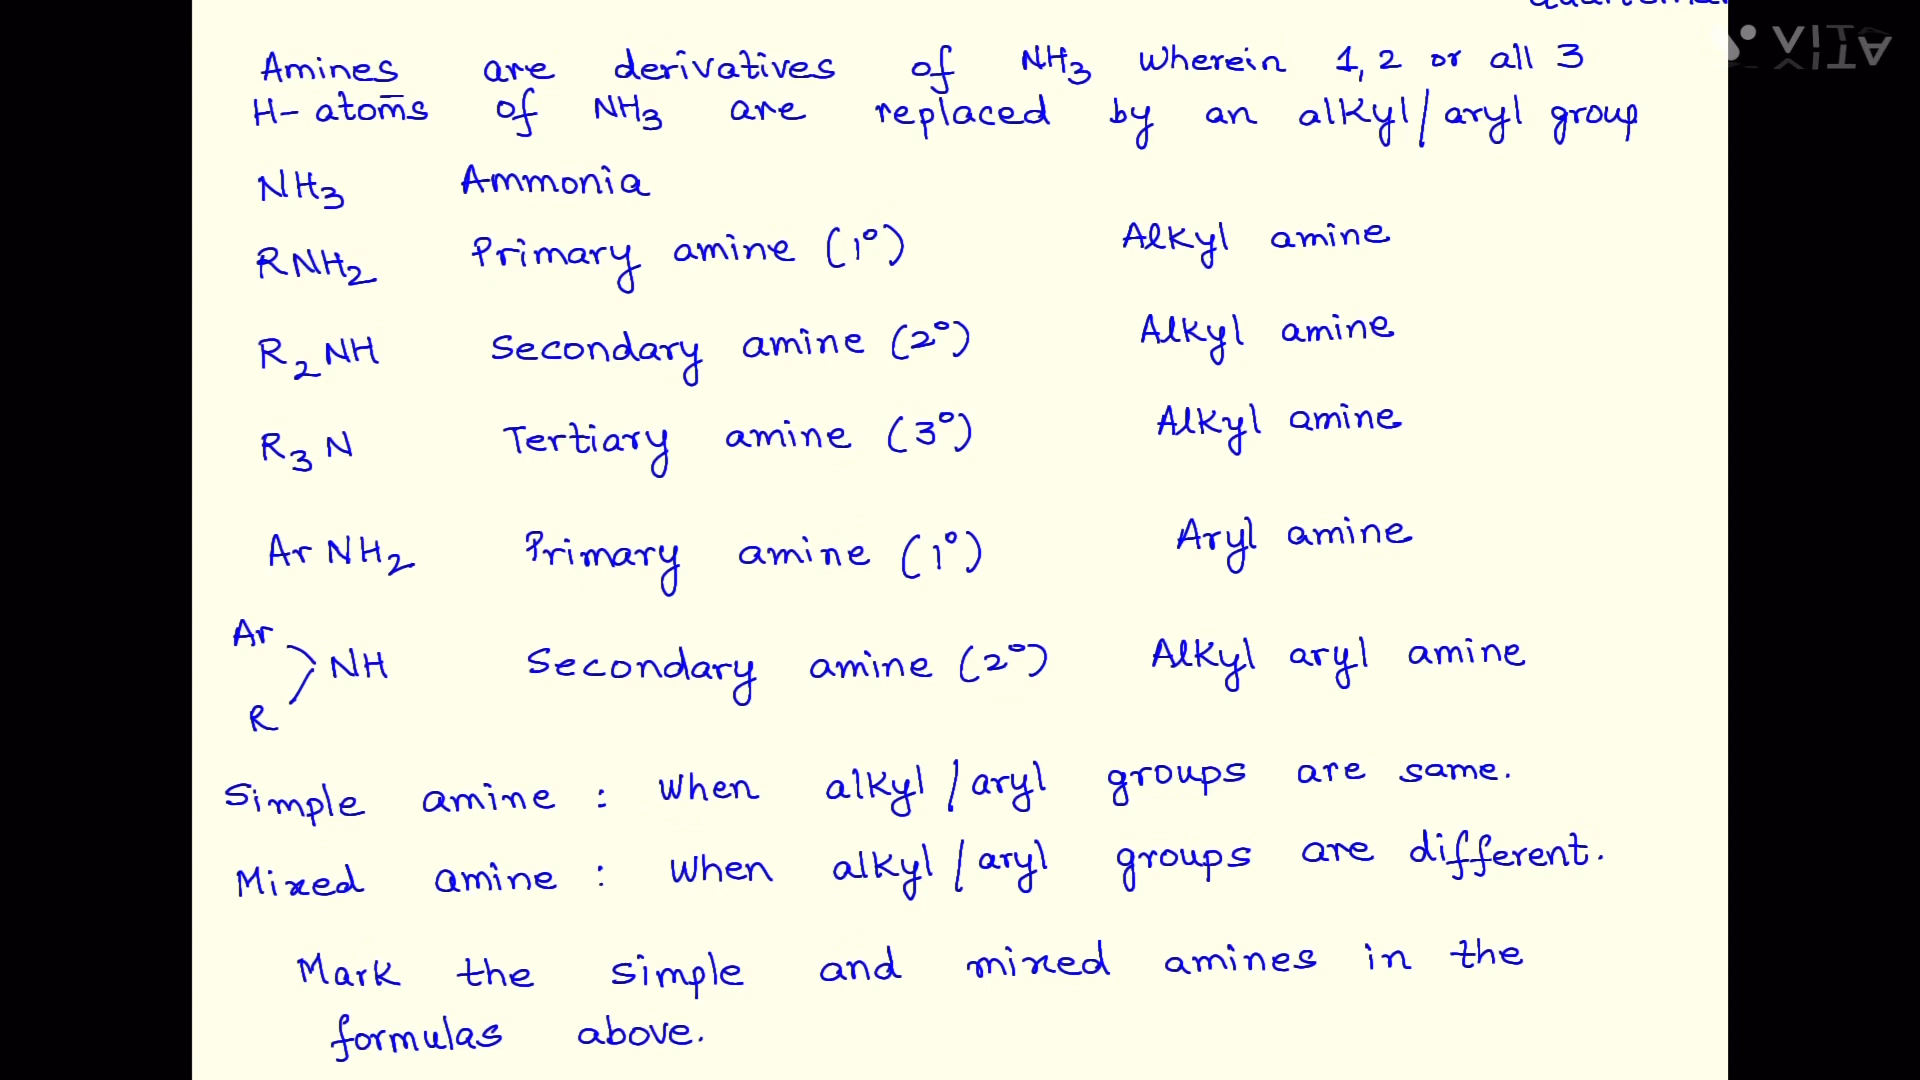 VITA
Amines are derivatives of NH3 wherein 1, 2 or all 3
H-atoms of NH3 are replaced by an alkyl/aryl group
NH3 Ammonia
RNH2 Primary amine (1°) Alkyl amine
R2NH Secondary amine (2°) Alkyl amine
R3N Tertiary amine (3°) Alkyl amine
ArNH2 Primary amine (1°) Aryl amine
Ar
NH Secondary amine (2°) Alkyl aryl amine
R
Simple amine : When alkyl/aryl groups are same.
Mixed amine : When alkyl/aryl groups are different.
Mark the simple and mixed amines in the
formulas above.